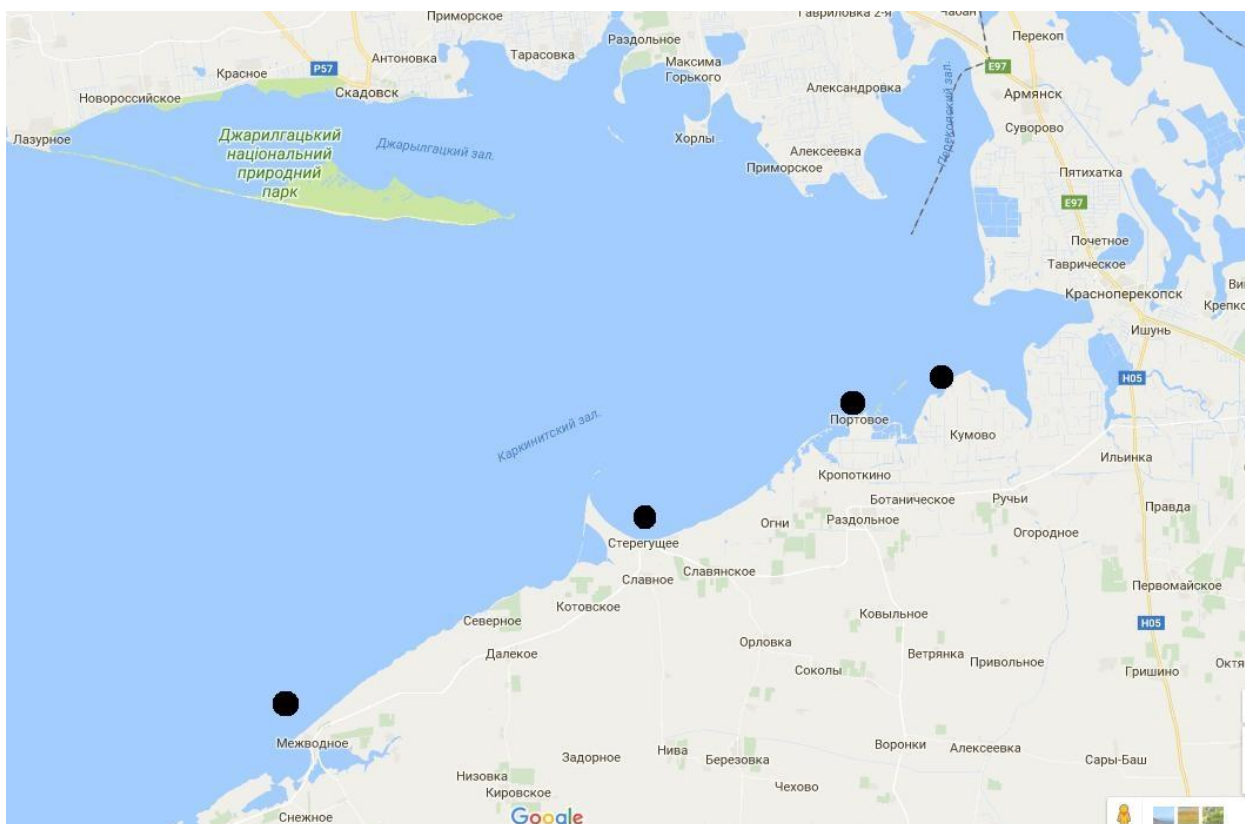 Приморское
Гавриловка 2-я
Чабан
Раздольное
Перекоп
Антоновка
Тарасовка
Красное
P57
Максима
Горького
E97
Новороссийское
Скадовск
Александровка
Армянск
Лазурное
Джарилгацький
національний
природний
парк
Джарылгацкий зал.
Хорлы
Перекопский зал.
Суворово
Алексеевка
Приморское
Пятихатка
E97
Почетное
Таврическое
Красноперекопск
Ишунь
H05
Каркинитский зал.
Портовое
Кумово
Ильинка
Кропоткино
Ботаническое
Ручьи
Правда
Огни
Раздольное
Огородное
Стерегущее
Славянское
Славное
Первомайское
Котовское
Северное
Ковыльное
H05
Орловка
Далекое
Ветрянка
Привольное
Соколы
Гришино
Межводное
Задорное
Нива
Березовка
Воронки
Алексеевка
Сары-Баш
Низовка
Кировское
Чехово
Снежное
Google